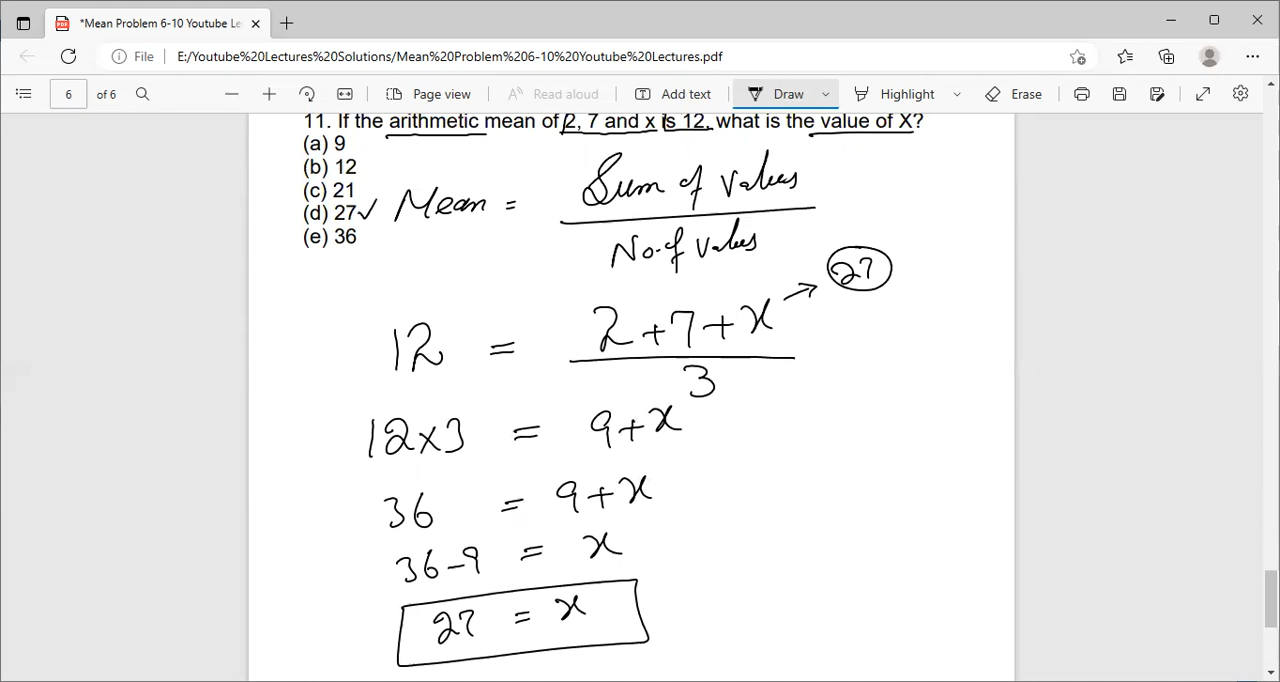 *Mean Problem 6-10 Youtube Le
File E:/Youtube%20Lectures%20Solutions/Mean%20Problem%206-10%20Youtube%20Lectures.pdf
6 of 6 Page view Read aloud Add text Draw Highlight Erase
11. If the arithmetic mean of 2, 7 and x is 12, what is the value of X?
(a) 9
(b) 12
(c) 21
(d) 27 ✓
(e) 36
Mean = Sum of values
No. of values
27
12 = 2+7+x
3
12×3 = 9+x
36 = 9+x
36-9 = x
27 = x